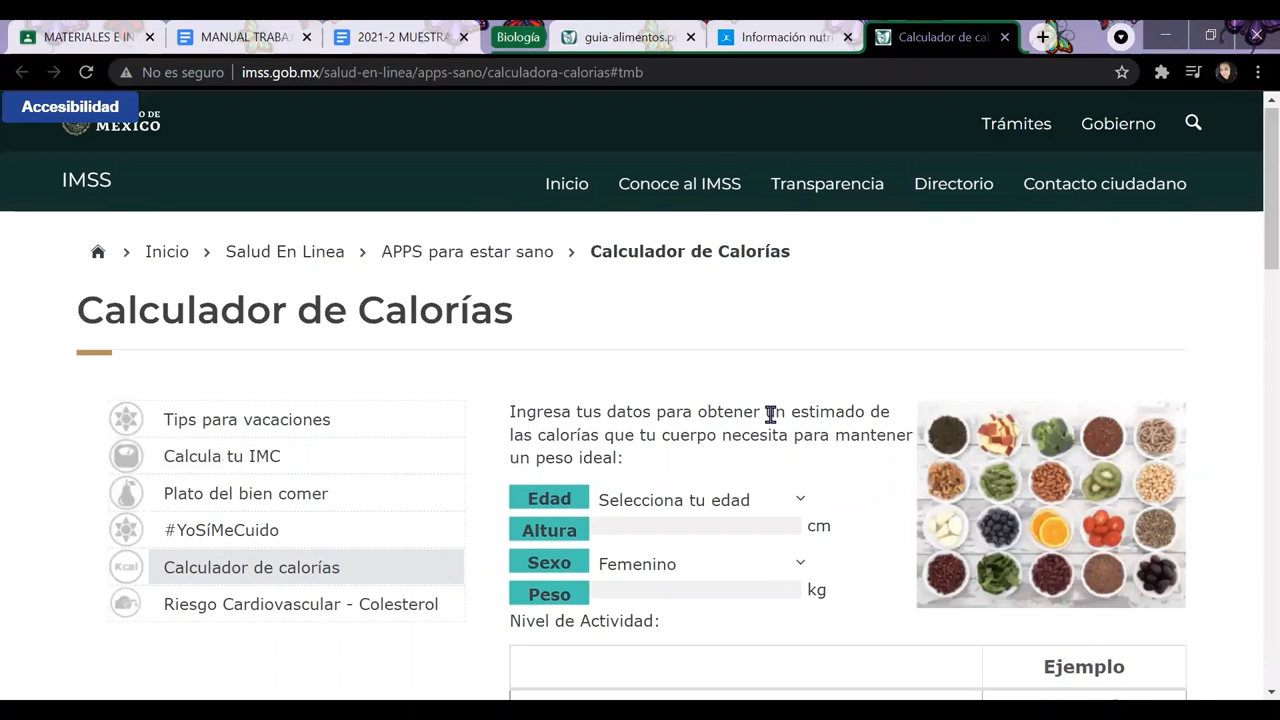 MATERIALES E IN
MANUAL TRABA
2021-2 MUESTRA
Biología
guia-alimentos.p
Información nutri
Calculador de cal
No es seguro
imss.gob.mx/salud-en-linea/apps-sano/calculadora-calorias#tmb
Accesibilidad
DE
MÉXICO
Trámites
Gobierno
IMSS
Inicio
Conoce al IMSS
Transparencia
Directorio
Contacto ciudadano
Inicio
Salud En Linea
APPS para estar sano
Calculador de Calorías
Calculador de Calorías
Tips para vacaciones
Calcula tu IMC
Plato del bien comer
#YoSíMeCuido
Kcal
Calculador de calorías
Riesgo Cardiovascular - Colesterol
Ingresa tus datos para obtener un estimado de
las calorías que tu cuerpo necesita para mantener
un peso ideal:
Edad
Selecciona tu edad
Altura
cm
Sexo
Femenino
Peso
kg
Nivel de Actividad:
Ejemplo